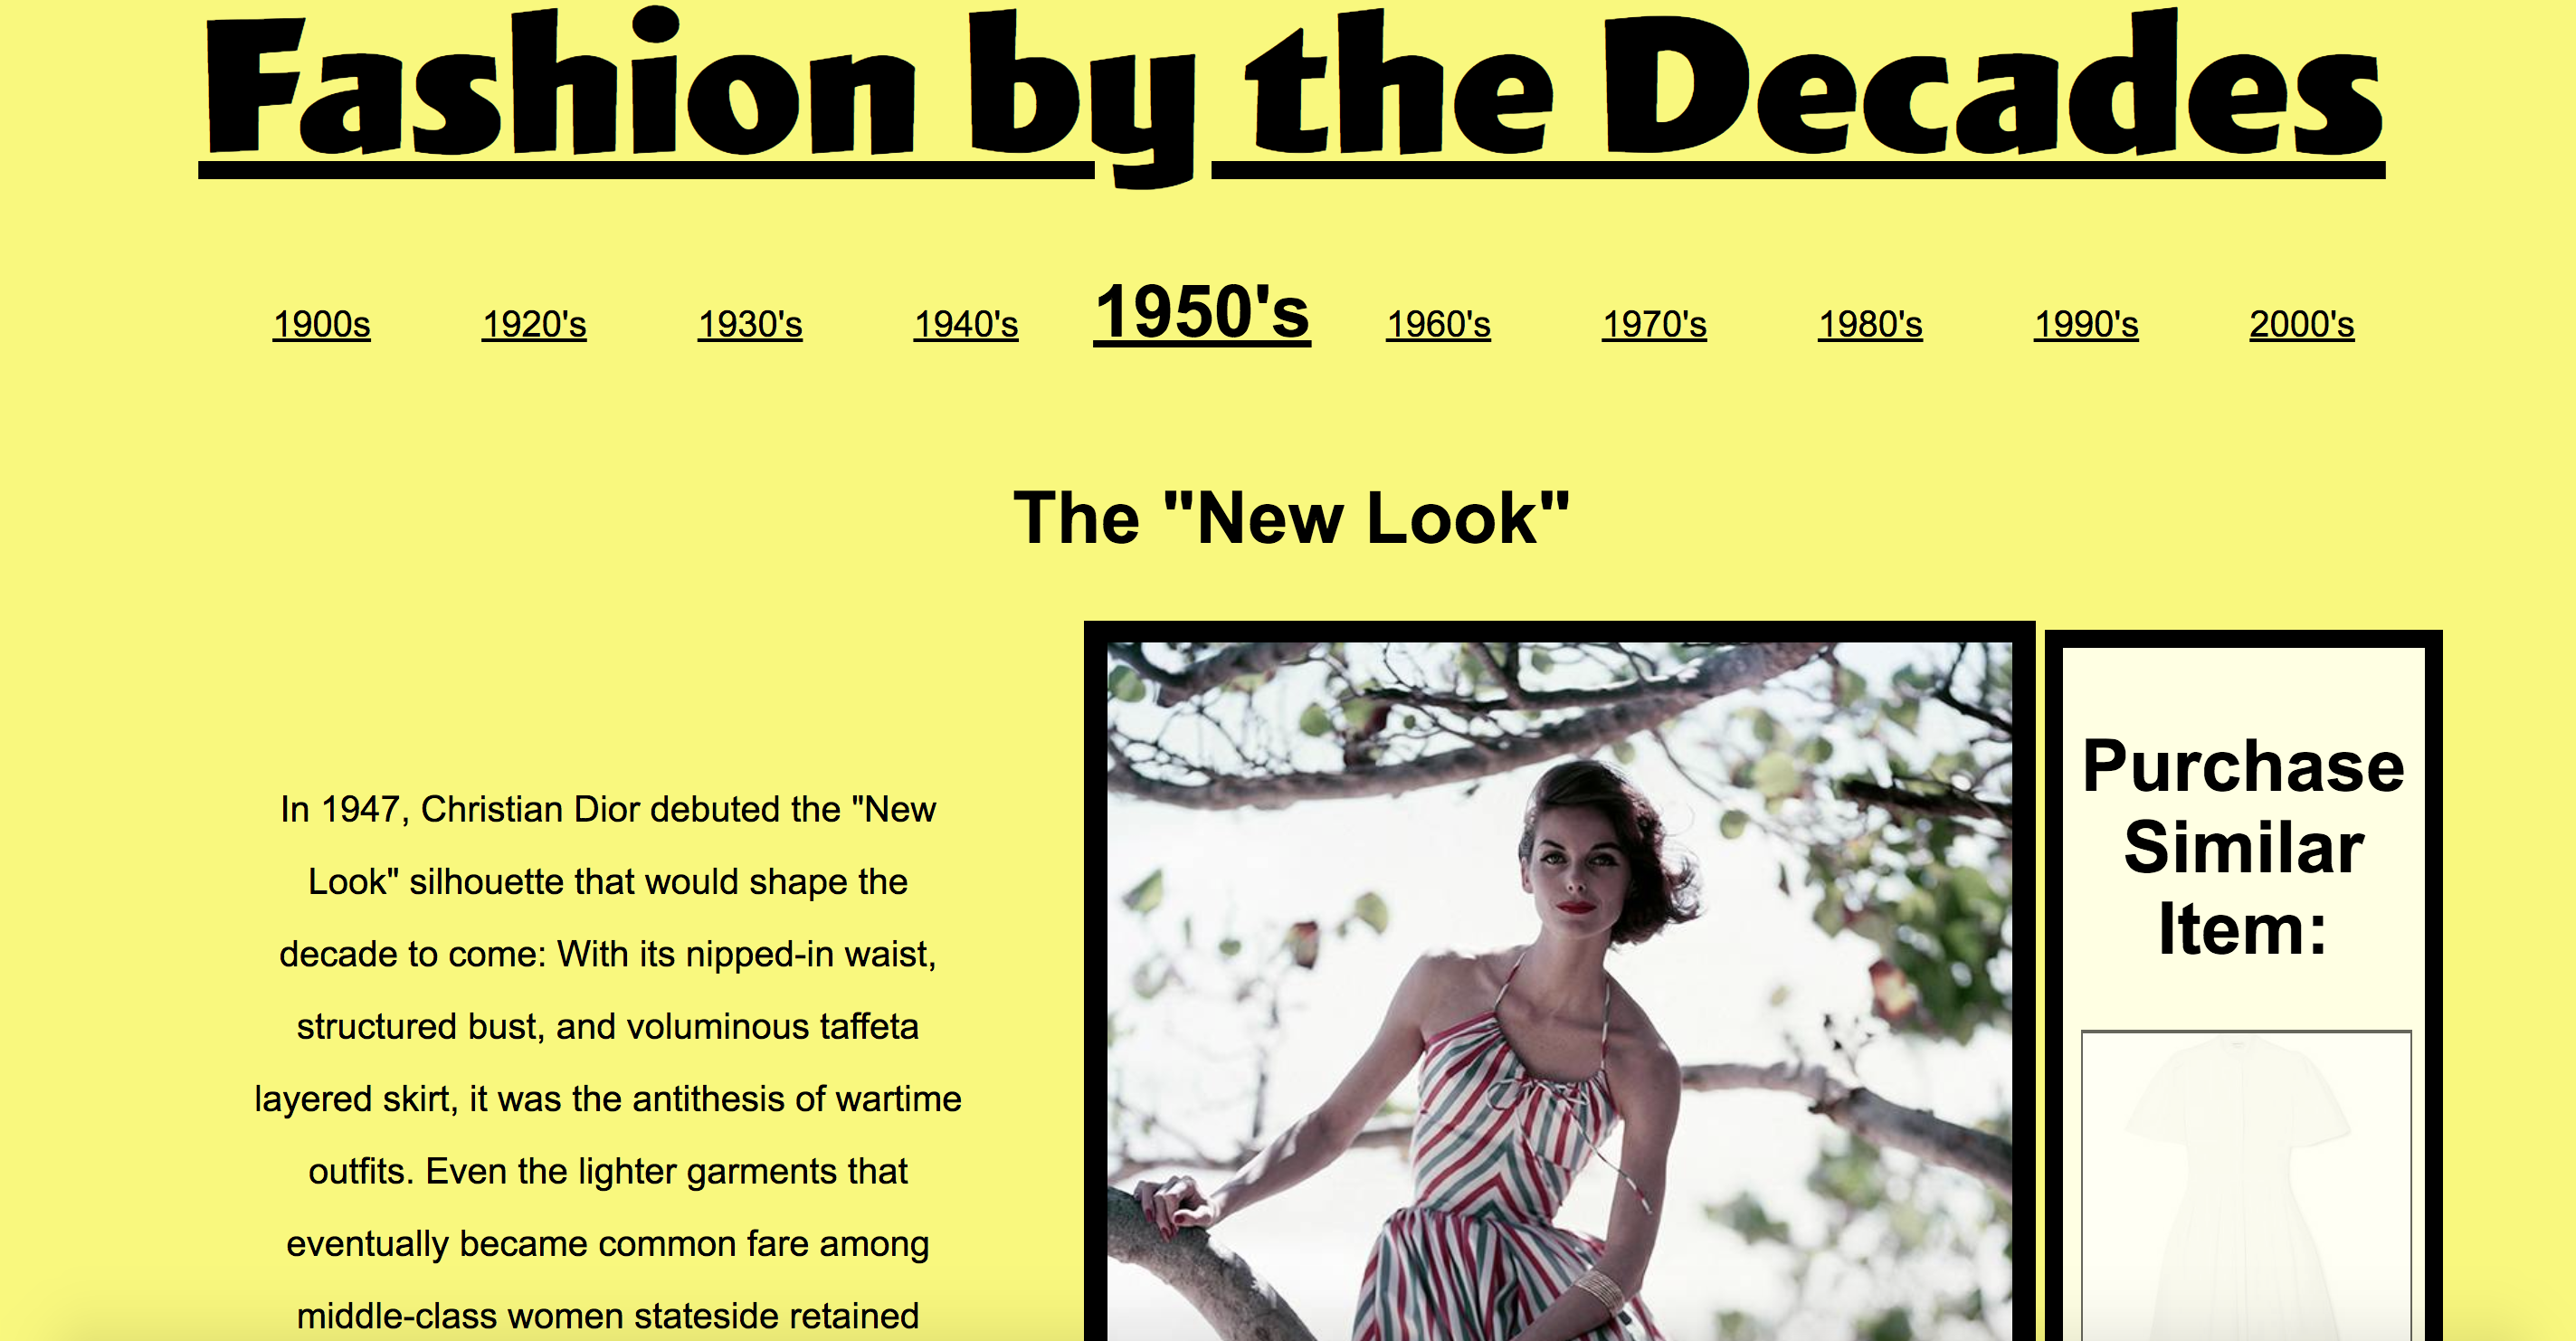 Fashion by the Decades
1900s 1920's 1930's 1940's 1950's 1960's 1970's 1980's 1990's 2000's
The "New Look"
In 1947, Christian Dior debuted the "New
Look" silhouette that would shape the
decade to come: With its nipped-in waist,
structured bust, and voluminous taffeta
layered skirt, it was the antithesis of wartime
outfits. Even the lighter garments that
eventually became common fare among
middle-class women stateside retained
Purchase
Similar
Item: